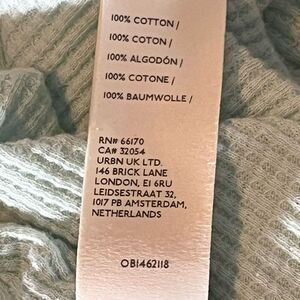 100% COTTON /
100% COTON /
100% ALGODÓN /
100% COTONE /
100% BAUMWOLLE /
RN# 66170
CA# 32054
URBN UK LTD.
146 BRICK LANE
LONDON, E1 6RU
LEIDSESTRAAT 32,
1017 PB AMSTERDAM,
NETHERLANDS
OB1462118